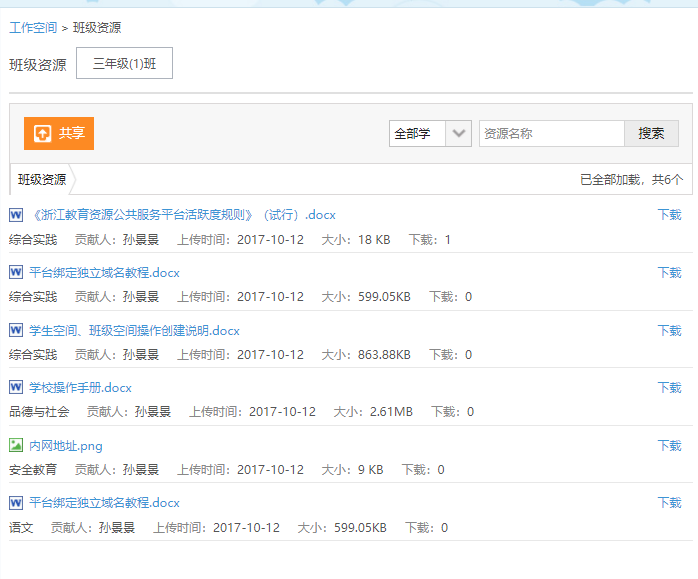 工作空间 > 班级资源
班级资源 三年级(1)班
共享 全部学 资源名称 搜索
班级资源 已全部加载，共6个
《浙江教育资源公共服务平台活跃度规则》（试行）.docx 下载
综合实践 贡献人：孙景景 上传时间：2017-10-12 大小：18 KB 下载：1
平台绑定独立域名教程.docx 下载
综合实践 贡献人：孙景景 上传时间：2017-10-12 大小：599.05KB 下载：0
学生空间、班级空间操作创建说明.docx 下载
综合实践 贡献人：孙景景 上传时间：2017-10-12 大小：863.88KB 下载：0
学校操作手册.docx 下载
品德与社会 贡献人：孙景景 上传时间：2017-10-12 大小：2.61MB 下载：0
内网地址.png 下载
安全教育 贡献人：孙景景 上传时间：2017-10-12 大小：9 KB 下载：0
平台绑定独立域名教程.docx 下载
语文 贡献人：孙景景 上传时间：2017-10-12 大小：599.05KB 下载：0